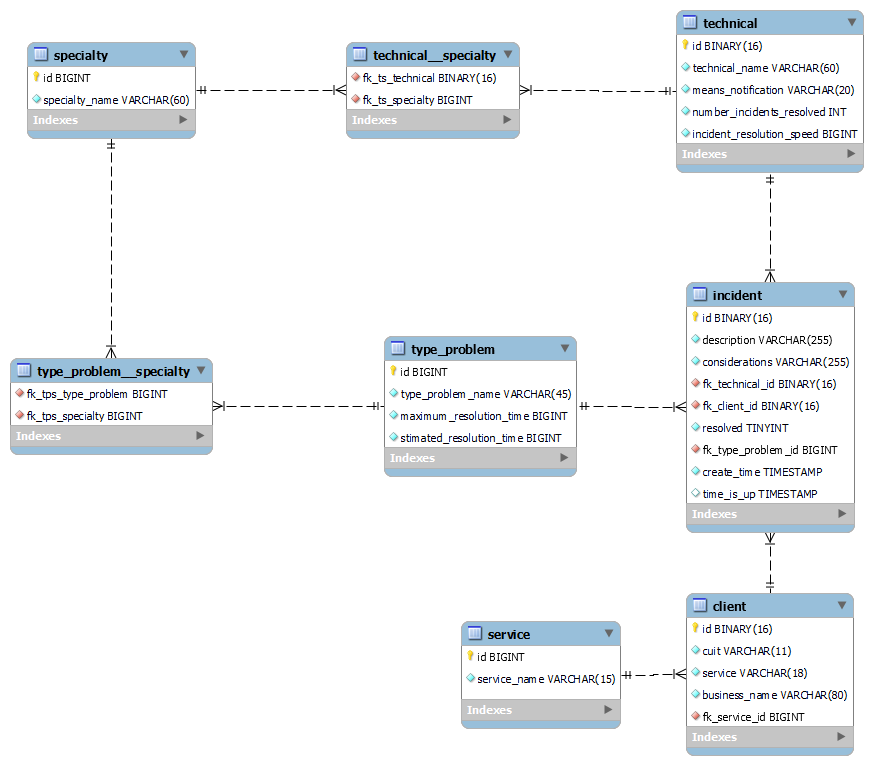 specialty
id BIGINT
specialty_name VARCHAR(60)
Indexes
technical__specialty
fk_ts_technical BINARY(16)
fk_ts_specialty BIGINT
Indexes
technical
id BINARY(16)
technical_name VARCHAR(60)
means_notification VARCHAR(20)
number_incidents_resolved INT
incident_resolution_speed BIGINT
Indexes
type_problem__specialty
fk_tps_type_problem BIGINT
fk_tps_specialty BIGINT
Indexes
type_problem
id BIGINT
type_problem_name VARCHAR(45)
maximum _resolution_time BIGINT
stimated_resolution_time BIGINT
Indexes
incident
id BINARY(16)
description VARCHAR(255)
considerations VARCHAR(255)
fk_technical_id BINARY(16)
fk_client_id BINARY(16)
resolved TINYINT
fk_type_problem _id BIGINT
create_time TIMESTAMP
time_is_up TIMESTAMP
Indexes
service
id BIGINT
service_name VARCHAR(15)
Indexes
client
id BINARY(16)
cuit VARCHAR(11)
service VARCHAR(18)
business_name VARCHAR(80)
fk_service_id BIGINT
Indexes